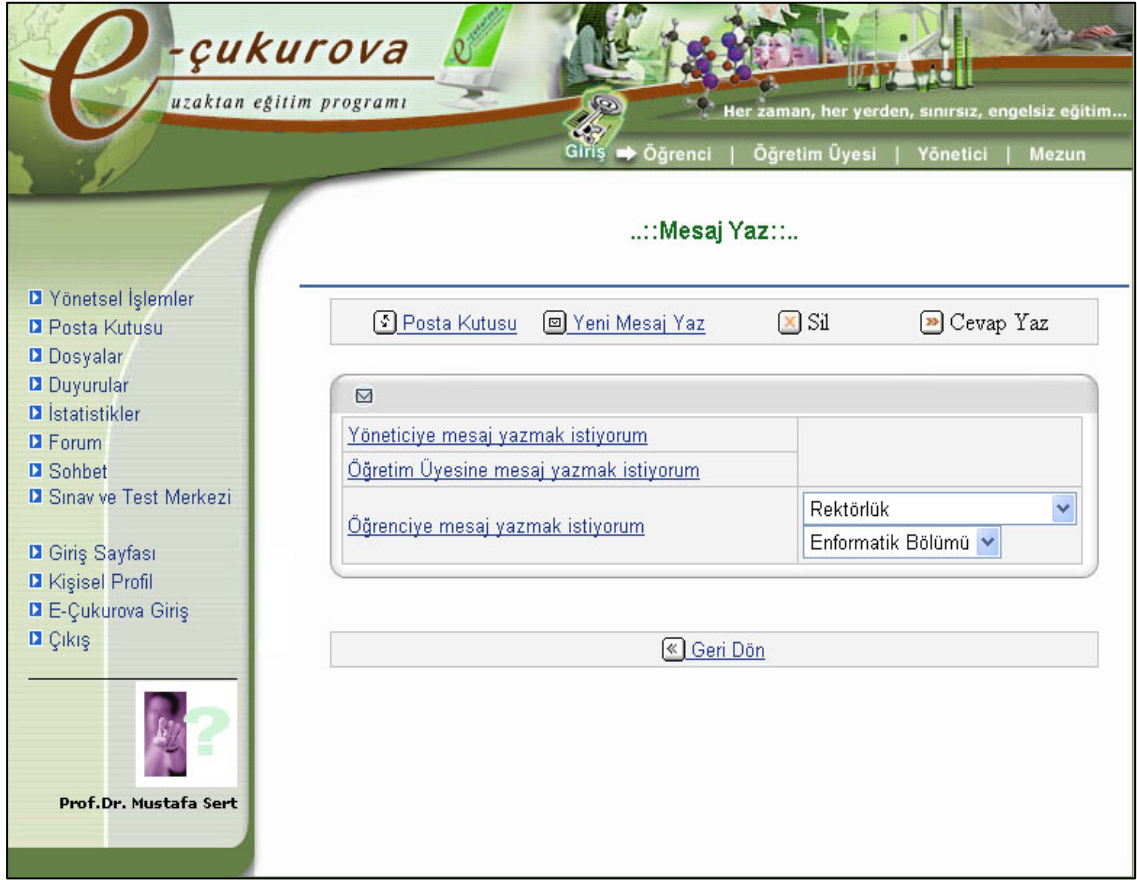 e-çukurova
uzaktan eğitim programı
Her zaman, her yerden, sınırsız, engelsiz eğitim...
Giriş Öğrenci | Öğretim Üyesi | Yönetici | Mezun
..::Mesaj Yaz::..
Yönetsel İşlemler
Posta Kutusu
Dosyalar
Duyurular
İstatistikler
Forum
Sohbet
Sınav ve Test Merkezi
Giriş Sayfası
Kişisel Profil
E-Çukurova Giriş
Çıkış
Prof.Dr. Mustafa Sert
Posta Kutusu Yeni Mesaj Yaz Sil Cevap Yaz
Yöneticiye mesaj yazmak istiyorum
Öğretim Üyesine mesaj yazmak istiyorum
Öğrenciye mesaj yazmak istiyorum
Rektörlük
Enformatik Bölümü
Geri Dön